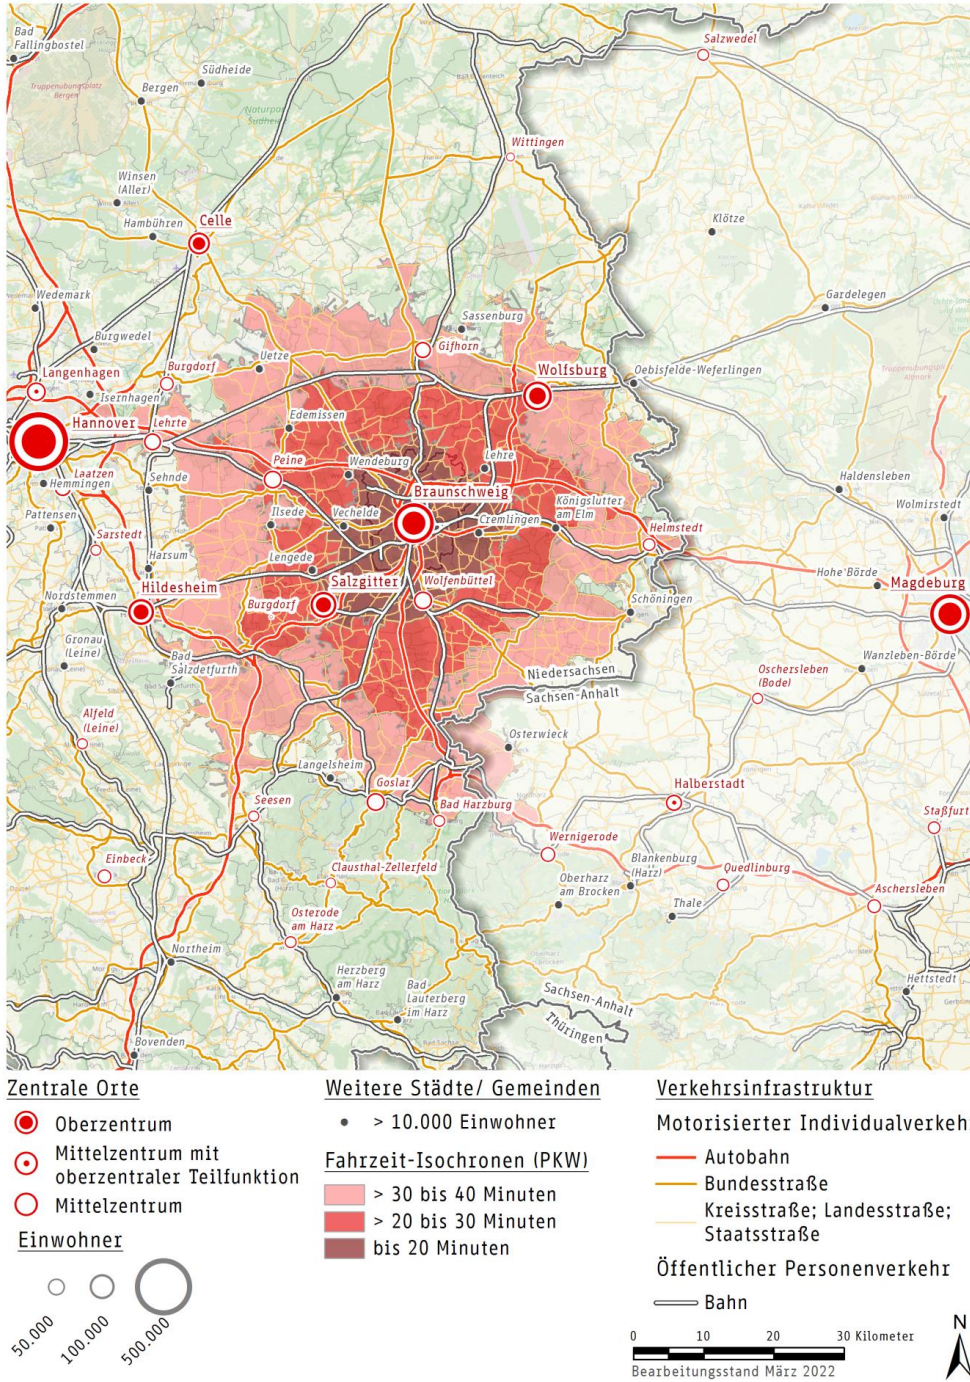 Bad
Fallingbostel
Salzwedel
Südheide
Truppenübungsplatz
Bergen
Bergen
Wittingen
Winsen
(Aller)
Celle
Klötze
Hambühren
Wedemark
Gardelegen
Sassenburg
Burgwedel
Gifhorn
Uetze
Langenhagen
Burgdorf
Wolfsburg
Oebisfelde-Weferlingen
Isernhagen
Edemissen
Hannover
Lehrte
Wendeburg
Lehre
Peine
Laatzen
Hemmingen
Sehnde
Haldensleben
Braunschweig
Königslutter
am Elm
Wolmirstedt
Pattensen
Ilsede
Vechelde
Cremlingen
Helmstedt
Sarstedt
Harsum
Lengede
Hohe Börde
Hildesheim
Salzgitter
Wolfenbüttel
Magdeburg
Nordstemmen
Burgdorf
Schöningen
Gronau
(Leine)
Bad
Salzdetfurth
Wanzleben-Börde
Niedersachsen
Sachsen-Anhalt
Oschersleben
(Bode)
Alfeld
(Leine)
Osterwieck
Langelsheim
Goslar
Halberstadt
Seesen
Bad Harzburg
Staßfurt
Wernigerode
Einbeck
Clausthal-Zellerfeld
Blankenburg
(Harz)
Quedlinburg
Oberharz
am Brocken
Aschersleben
Thale
Osterode
am Harz
Northeim
Herzberg
am Harz
Bad
Lauterberg
im Harz
Hettstedt
Sachsen-Anhalt
Thüringen
Bovenden
Zentrale Orte
Oberzentrum
Mittelzentrum mit
oberzentraler Teilfunktion
Mittelzentrum
Einwohner
50.000
100.000
500.000
Weitere Städte/ Gemeinden
> 10.000 Einwohner
Fahrzeit-Isochronen (PKW)
> 30 bis 40 Minuten
> 20 bis 30 Minuten
bis 20 Minuten
Verkehrsinfrastruktur
Motorisierter Individualverkeh
Autobahn
Bundesstraße
Kreisstraße; Landesstraße;
Staatsstraße
Öffentlicher Personenverkehr
Bahn
0 10 20 30 Kilometer
Bearbeitungsstand März 2022
N